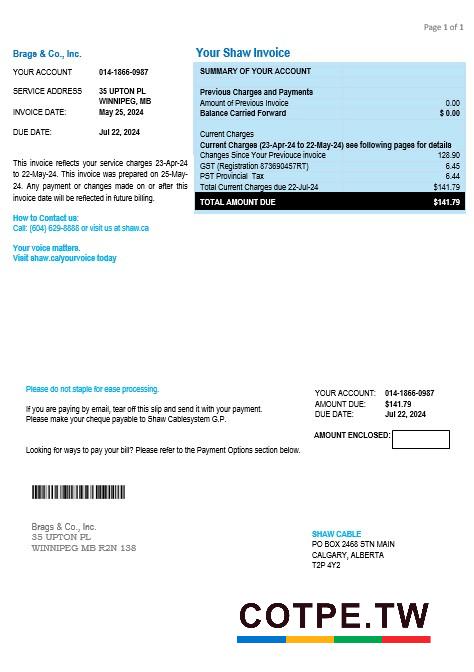 Page 1 of 1
Brags & Co., Inc.
YOUR ACCOUNT 014-1866-0987
SERVICE ADDRESS 35 UPTON PL
WINNIPEG, MB
INVOICE DATE: May 25, 2024
DUE DATE: Jul 22, 2024
This invoice reflects your service charges 23-Apr-24
to 22-May-24. This invoice was prepared on 25-May-
24. Any payment or changes made on or after this
invoice date will be reflected in future billing.
How to Contact us:
Call: (604) 629-8888 or visit us at shaw.ca
Your voice matters.
Visit shaw.ca/yourvoice today
Your Shaw Invoice
SUMMARY OF YOUR ACCOUNT
Previous Charges and Payments
Amount of Previous Invoice 0.00
Balance Carried Forward $ 0.00
Current Charges
Current Charges (23-Apr-24 to 22-May-24) see following pages for details
Changes Since Your Previouce invoice 128.90
GST (Registration 873690457RT) 6.45
PST Provincial Tax 6.44
Total Current Charges due 22-Jul-24 $141.79
TOTAL AMOUNT DUE $141.79
Please do not staple for ease processing.
If you are paying by email, tear off this slip and send it with your payment.
Please make your cheque payable to Shaw Cablesystem G.P.
Looking for ways to pay your bill? Please refer to the Payment Options section below.
YOUR ACCOUNT: 014-1866-0987
AMOUNT DUE: $141.79
DUE DATE: Jul 22, 2024
AMOUNT ENCLOSED:
Brags & Co., Inc.
35 UPTON PL
WINNIPEG MB R2N 138
SHAW CABLE
PO BOX 2468 STN MAIN
CALGARY, ALBERTA
T2P 4Y2
COTPE.TW